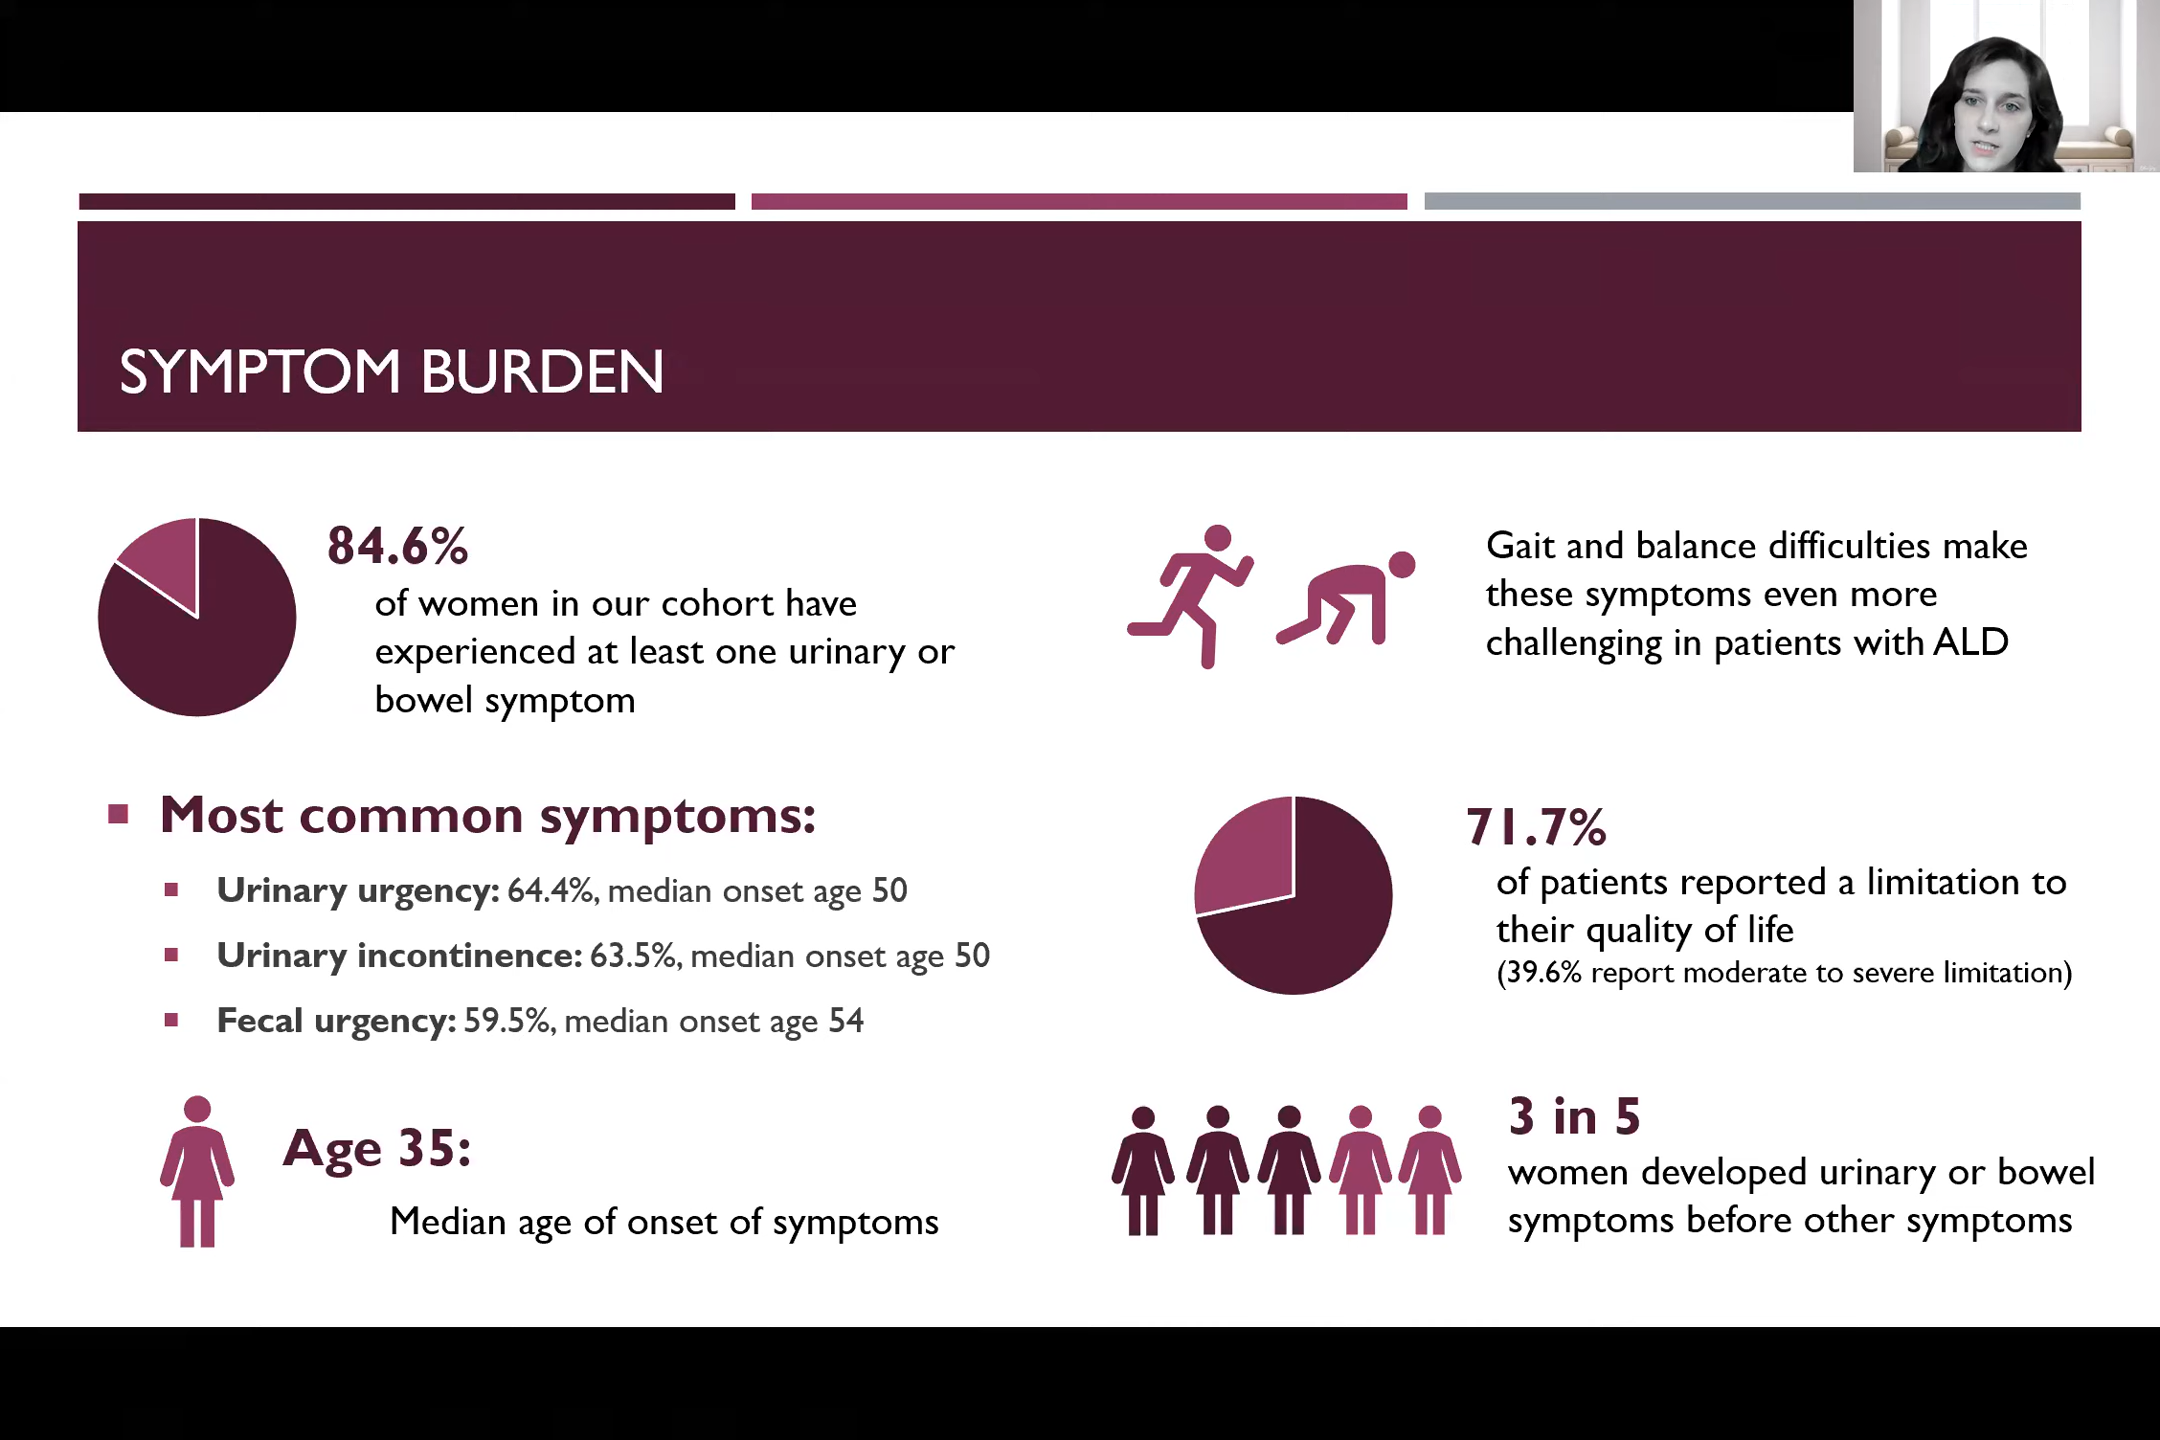 SYMPTOM BURDEN
84.6%
of women in our cohort have
experienced at least one urinary or
bowel symptom
Most common symptoms:
Urinary urgency: 64.4%, median onset age 50
Urinary incontinence: 63.5%, median onset age 50
Fecal urgency: 59.5%, median onset age 54
Age 35:
Median age of onset of symptoms
Gait and balance difficulties make
these symptoms even more
challenging in patients with ALD
71.7%
of patients reported a limitation to
their quality of life
(39.6% report moderate to severe limitation)
3 in 5
women developed urinary or bowel
symptoms before other symptoms